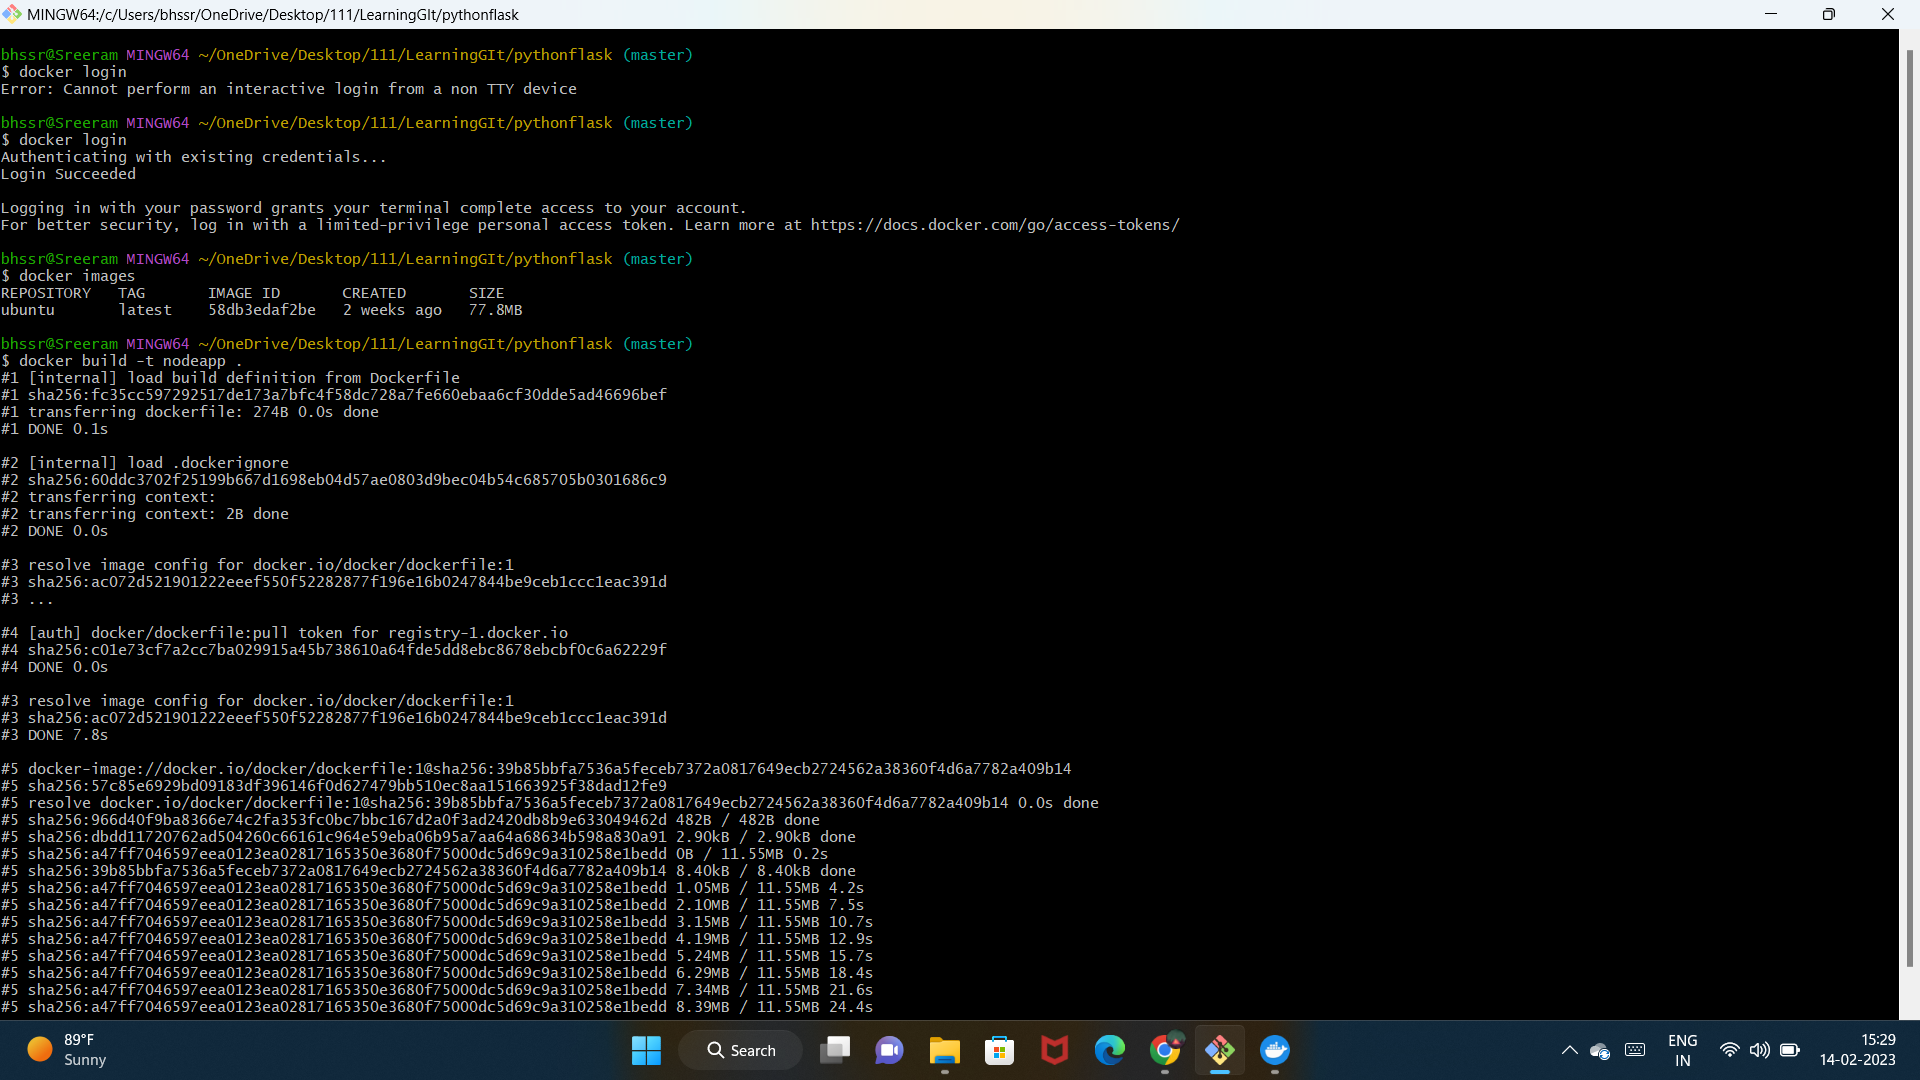 MINGW64:/c/Users/bhssr/OneDrive/Desktop/111/LearningGIt/pythonflask
bhssr@Sreeram MINGW64 ~/OneDrive/Desktop/111/LearningGIt/pythonflask (master)
$ docker login
Error: Cannot perform an interactive login from a non TTY device
bhssr@Sreeram MINGW64 ~/OneDrive/Desktop/111/LearningGIt/pythonflask (master)
$ docker login
Authenticating with existing credentials...
Login Succeeded
Logging in with your password grants your terminal complete access to your account.
For better security, log in with a limited-privilege personal access token. Learn more at https://docs.docker.com/go/access-tokens/
bhssr@Sreeram MINGW64 ~/OneDrive/Desktop/111/LearningGIt/pythonflask (master)
$ docker images
REPOSITORY   TAG       IMAGE ID       CREATED       SIZE
ubuntu       latest    58db3edaf2be   2 weeks ago   77.8MB
bhssr@Sreeram MINGW64 ~/OneDrive/Desktop/111/LearningGIt/pythonflask (master)
$ docker build -t nodeapp .
#1 [internal] load build definition from Dockerfile
#1 sha256:fc35cc597292517de173a7bfc4f58dc728a7fe660ebaa6cf30dde5ad46696bef
#1 transferring dockerfile: 274B 0.0s done
#1 DONE 0.1s
#2 [internal] load .dockerignore
#2 sha256:60ddc3702f25199b667d1698eb04d57ae0803d9bec04b54c685705b0301686c9
#2 transferring context:
#2 transferring context: 2B done
#2 DONE 0.0s
#3 resolve image config for docker.io/docker/dockerfile:1
#3 sha256:ac072d521901222eeef550f52282877f196e16b0247844be9ceb1ccc1eac391d
#3 ...
#4 [auth] docker/dockerfile:pull token for registry-1.docker.io
#4 sha256:c01e73cf7a2cc7ba029915a45b738610a64fde5dd8ebc8678ebcbf0c6a62229f
#4 DONE 0.0s
#3 resolve image config for docker.io/docker/dockerfile:1
#3 sha256:ac072d521901222eeef550f52282877f196e16b0247844be9ceb1ccc1eac391d
#3 DONE 7.8s
#5 docker-image://docker.io/docker/dockerfile:1@sha256:39b85bbfa7536a5feceb7372a0817649ecb2724562a38360f4d6a7782a409b14
#5 sha256:57c85e6929bd09183df396146f0d627479bb510ec8aa151663925f38dad12fe9
#5 resolve docker.io/docker/dockerfile:1@sha256:39b85bbfa7536a5feceb7372a0817649ecb2724562a38360f4d6a7782a409b14 0.0s done
#5 sha256:966d40f9ba8366e74c2fa353fc0bc7bbc167d2a0f3ad2420db8b9e633049462d 482B / 482B done
#5 sha256:dbdd11720762ad504260c66161c964e59eba06b95a7aa64a68634b598a830a91 2.90kB / 2.90kB done
#5 sha256:a47ff7046597eea0123ea02817165350e3680f75000dc5d69c9a310258e1bedd 0B / 11.55MB 0.2s
#5 sha256:39b85bbfa7536a5feceb7372a0817649ecb2724562a38360f4d6a7782a409b14 8.40kB / 8.40kB done
#5 sha256:a47ff7046597eea0123ea02817165350e3680f75000dc5d69c9a310258e1bedd 1.05MB / 11.55MB 4.2s
#5 sha256:a47ff7046597eea0123ea02817165350e3680f75000dc5d69c9a310258e1bedd 2.10MB / 11.55MB 7.5s
#5 sha256:a47ff7046597eea0123ea02817165350e3680f75000dc5d69c9a310258e1bedd 3.15MB / 11.55MB 10.7s
#5 sha256:a47ff7046597eea0123ea02817165350e3680f75000dc5d69c9a310258e1bedd 4.19MB / 11.55MB 12.9s
#5 sha256:a47ff7046597eea0123ea02817165350e3680f75000dc5d69c9a310258e1bedd 5.24MB / 11.55MB 15.7s
#5 sha256:a47ff7046597eea0123ea02817165350e3680f75000dc5d69c9a310258e1bedd 6.29MB / 11.55MB 18.4s
#5 sha256:a47ff7046597eea0123ea02817165350e3680f75000dc5d69c9a310258e1bedd 7.34MB / 11.55MB 21.6s
#5 sha256:a47ff7046597eea0123ea02817165350e3680f75000dc5d69c9a310258e1bedd 8.39MB / 11.55MB 24.4s
89°F
Sunny
Search
ENG
IN
15:29
14-02-2023